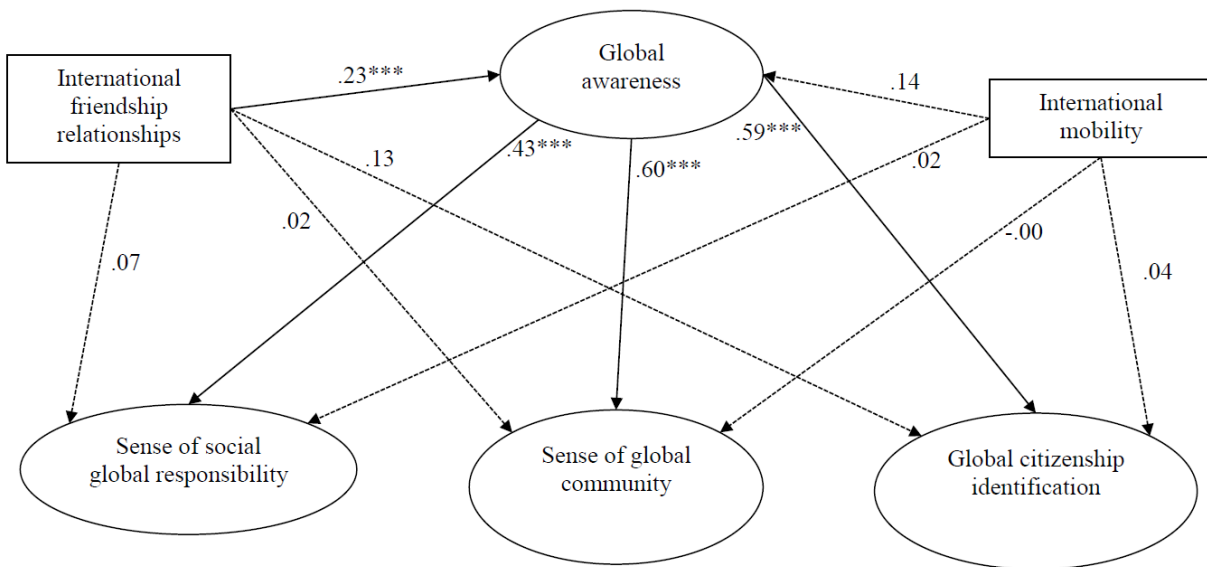 International
friendship
relationships
.23***
Global
awareness
.14
International
mobility
.43***
.13
.60***
.59***
.02
.02
-.00
.07
.04
Sense of social
global responsibility
Sense of global
community
Global citizenship
identification